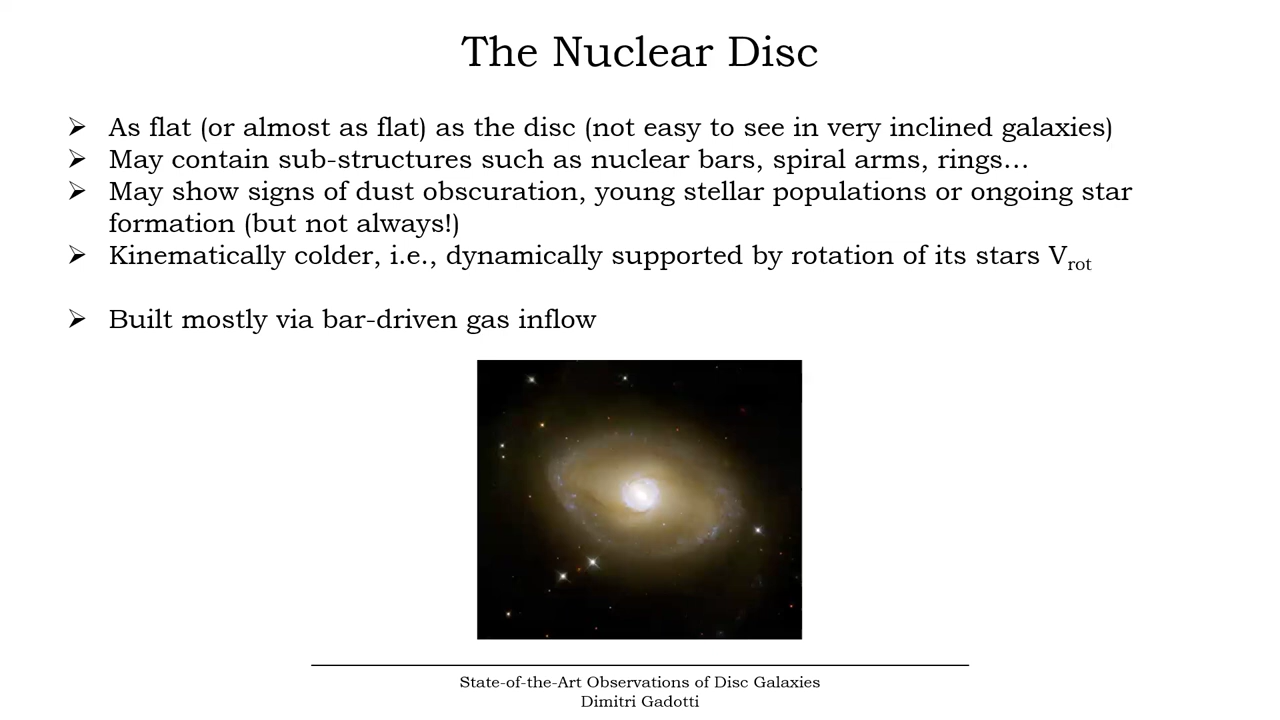 The Nuclear Disc
➢ As flat (or almost as flat) as the disc (not easy to see in very inclined galaxies)
➢ May contain sub-structures such as nuclear bars, spiral arms, rings…
➢ May show signs of dust obscuration, young stellar populations or ongoing star
formation (but not always!)
➢ Kinematically colder, i.e., dynamically supported by rotation of its stars Vrot
➢ Built mostly via bar-driven gas inflow
State-of-the-Art Observations of Disc Galaxies
Dimitri Gadotti